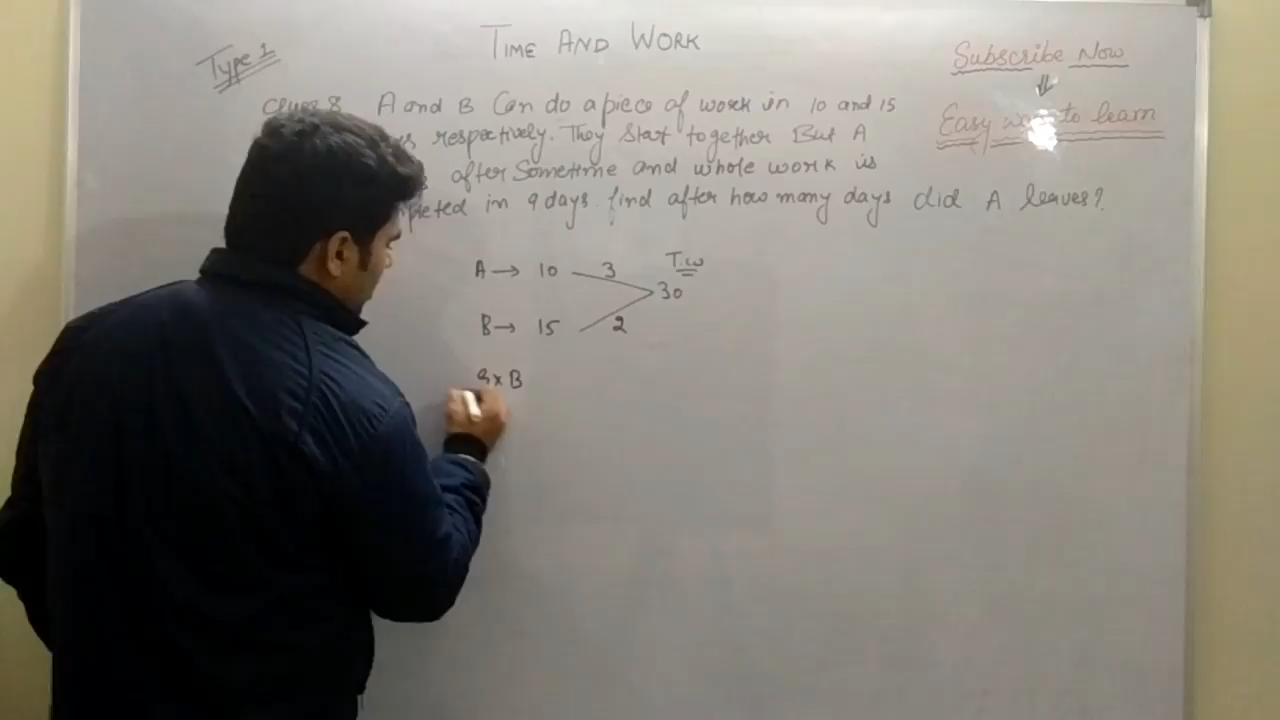 TIME AND WORK
Type 1
Subscribe Now
⇓
Easy way to learn
A and B Can do a piece of work in 10 and 15
respectively. They start together But A
after Sometime and whole work is
in 9 days. find after how many days did A leaves?
A → 10 3 T.W
30
B → 15 2
9 x B